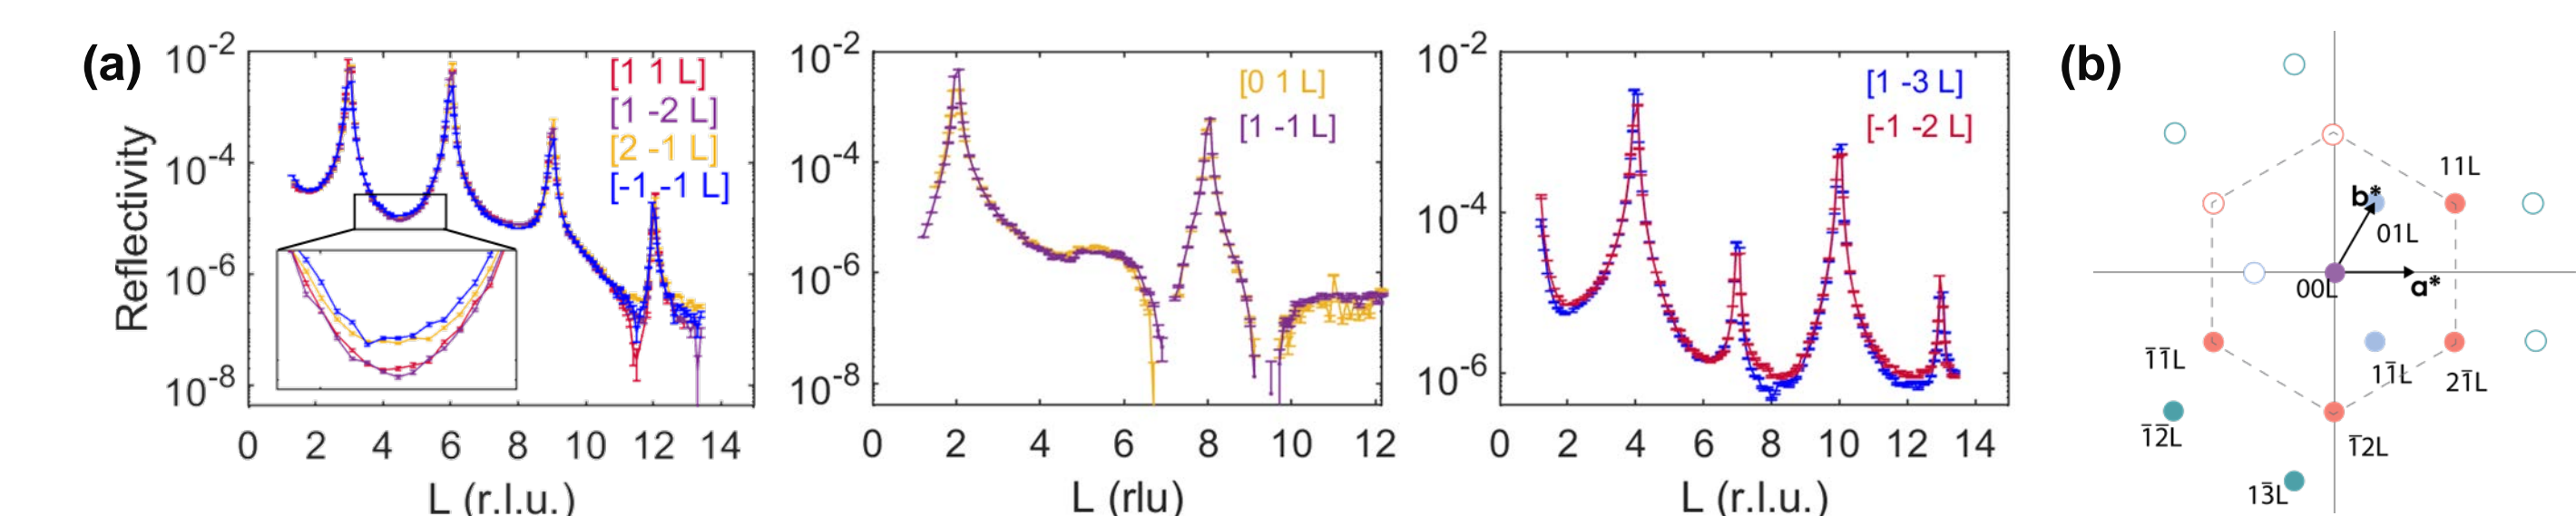 (a)
Reflectivity
10⁻²
10⁻⁴
10⁻⁶
10⁻⁸
[1 1 L]
[1 -2 L]
[2 -1 L]
[-1 -1 L]
0 2 4 6 8 10 12 14
L (r.l.u.)
10⁻²
10⁻⁴
10⁻⁶
10⁻⁸
[0 1 L]
[1 -1 L]
0 2 4 6 8 10 12
L (rlu)
10⁻²
10⁻⁴
10⁻⁶
[1 -3 L]
[-1 -2 L]
0 2 4 6 8 10 12 14
L (r.l.u.)
(b)
11L
b*
01L
00L
a*
1̅1̅L
11̅L
21̅L
1̅2̅L
1̅2L
13̅L